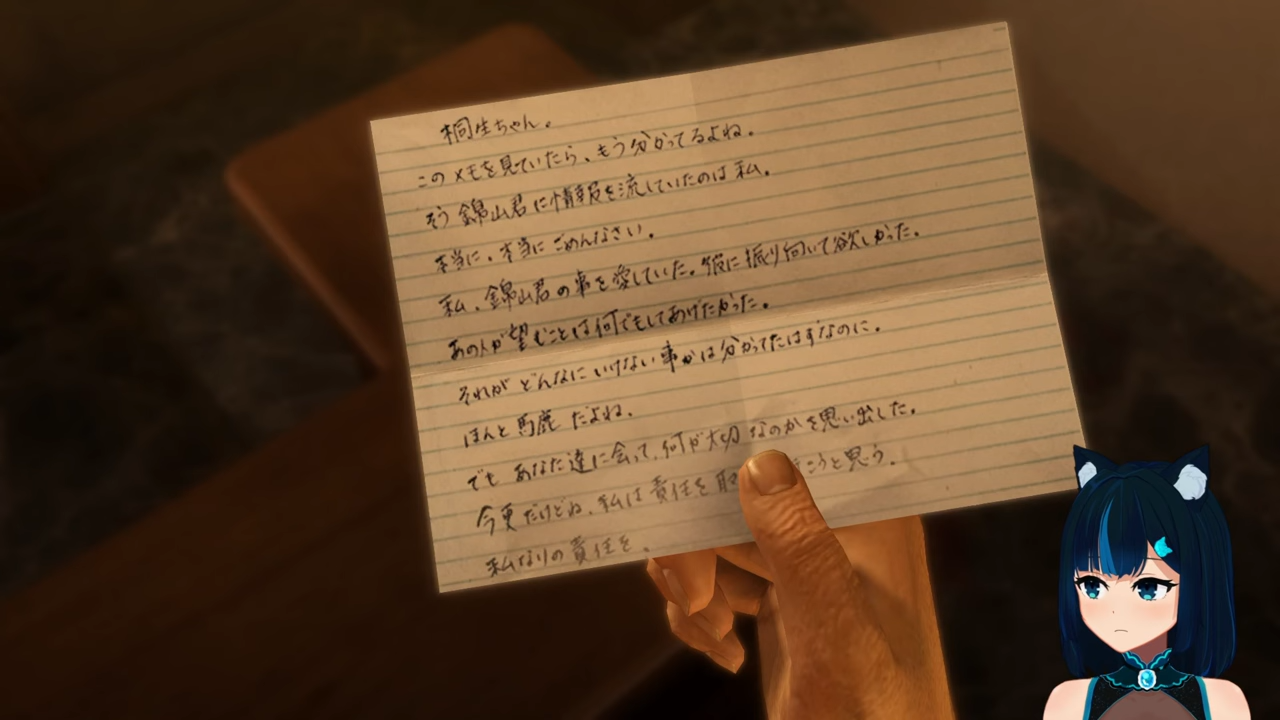 桐生ちゃん。
このメモを見ていたら、もう分かってるよね。
そう 錦山君に情報を流していたのは私。
本当に。本当にごめんなさい。
私、錦山君の事を愛していた。彼に振り向いて欲しかった。
あの人が望むことは何でもしてあげたかった。
それがどんなにいけない事かは分かってたはずなのに。
ほんと馬鹿だよね。
でも あなた達に会って、何が大切なのかを思い出した。
今更だけどね、私は責任を取 こうと思う。
私なりの責任を。